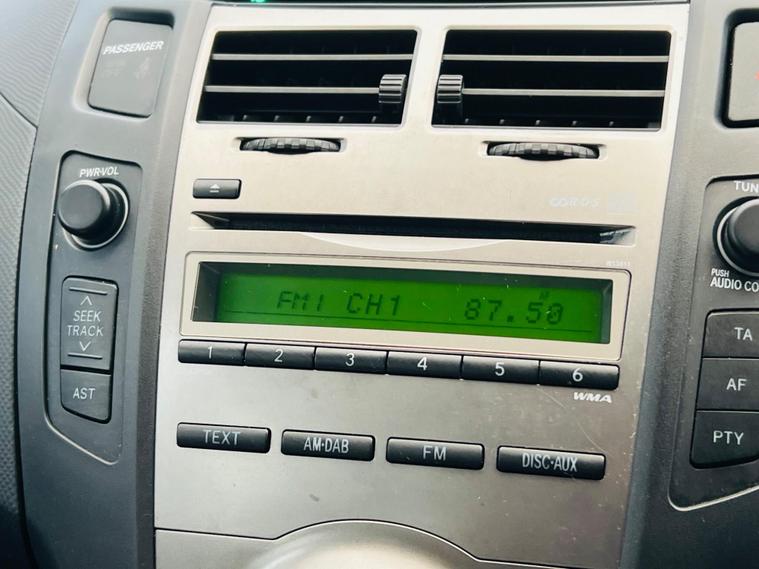 PASSENGER
PWR·VOL
SEEK
TRACK
AST
R·D·S
FM1 CH1 87.50
1 2 3 4 5 6
WMA
TEXT AM·DAB FM DISC·AUX
TUN
PUSH
AUDIO CO
TA
AF
PTY